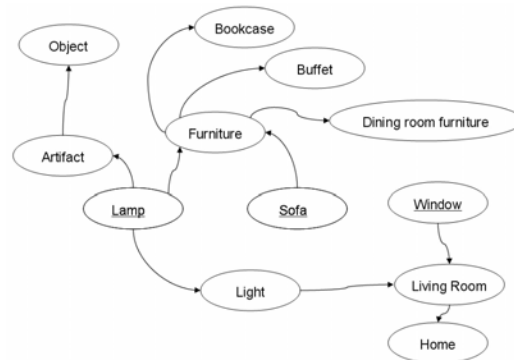 Bookcase
Object
Buffet
Furniture
Dining room furniture
Artifact
Lamp
Sofa
Window
Light
Living Room
Home